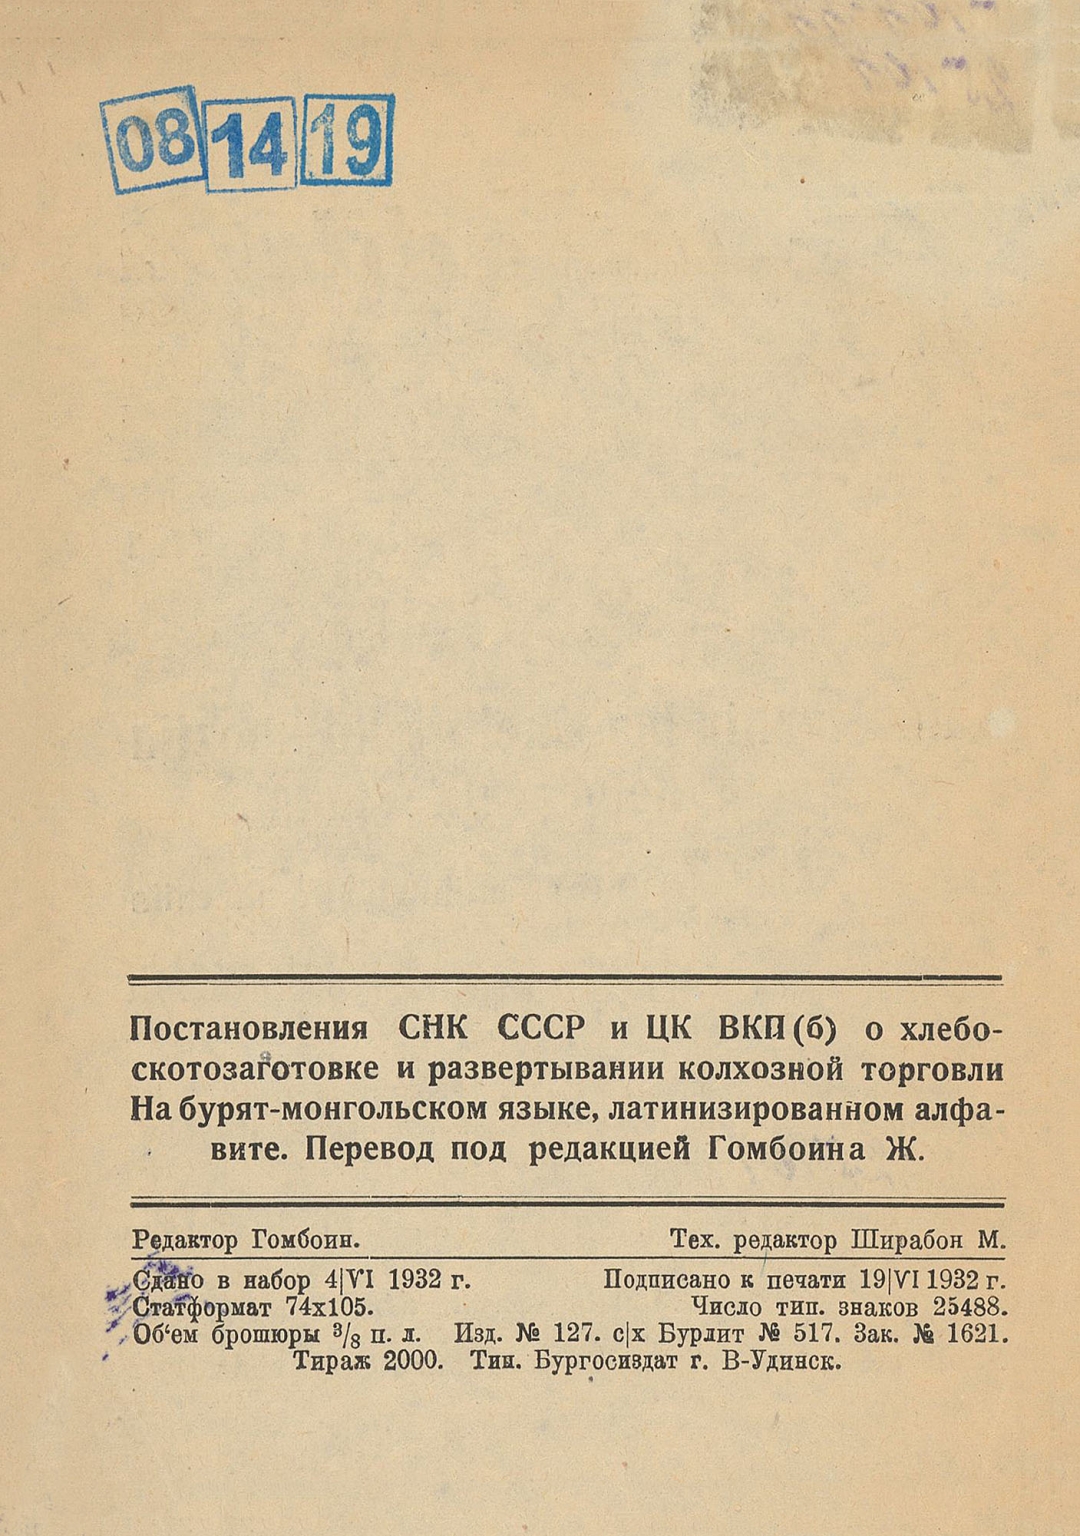 08 14 19
Постановления СНК СССР и ЦК ВКП(б) о хлебо-
скотозаготовке и развертывании колхозной торговли
На бурят-монгольском языке, латинизированном алфа-
вите. Перевод под редакцией Гомбоина Ж.
Редактор Гомбоин. Тех. редактор Ширабон М.
Сдано в набор 4|VI 1932 г. Подписано к печати 19|VI 1932 г.
Статформат 74х105. Число тип. знаков 25488.
Об‘ем брошюры ³/₈ п. л. Изд. № 127. с|х Бурлит № 517. Зак. № 1621.
Тираж 2000. Тип. Бургосиздат г. В-Удинск.